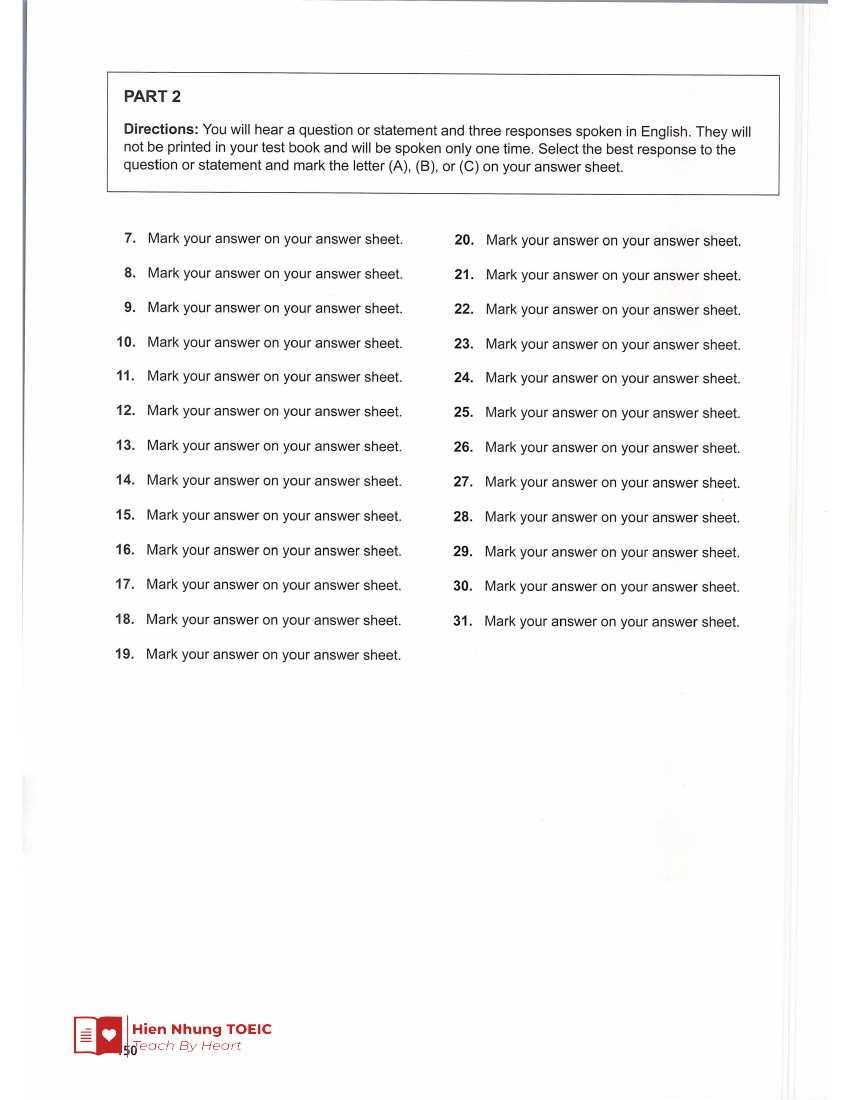 PART 2
Directions: You will hear a question or statement and three responses spoken in English. They will
not be printed in your test book and will be spoken only one time. Select the best response to the
question or statement and mark the letter (A), (B), or (C) on your answer sheet.
7. Mark your answer on your answer sheet.
8. Mark your answer on your answer sheet.
9. Mark your answer on your answer sheet.
10. Mark your answer on your answer sheet.
11. Mark your answer on your answer sheet.
12. Mark your answer on your answer sheet.
13. Mark your answer on your answer sheet.
14. Mark your answer on your answer sheet.
15. Mark your answer on your answer sheet.
16. Mark your answer on your answer sheet.
17. Mark your answer on your answer sheet.
18. Mark your answer on your answer sheet.
19. Mark your answer on your answer sheet.
20. Mark your answer on your answer sheet.
21. Mark your answer on your answer sheet.
22. Mark your answer on your answer sheet.
23. Mark your answer on your answer sheet.
24. Mark your answer on your answer sheet.
25. Mark your answer on your answer sheet.
26. Mark your answer on your answer sheet.
27. Mark your answer on your answer sheet.
28. Mark your answer on your answer sheet.
29. Mark your answer on your answer sheet.
30. Mark your answer on your answer sheet.
31. Mark your answer on your answer sheet.
Hien Nhung TOEIC
Teach By Heart